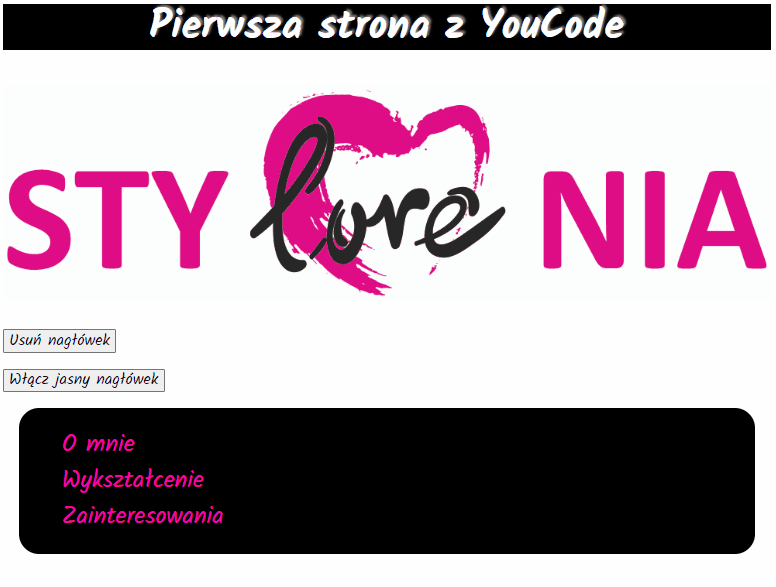 Pierwsza strona z YouCode
STY love NIA
Usuń nagłówek
Włącz jasny nagłówek
O mnie
Wykształcenie
Zainteresowania